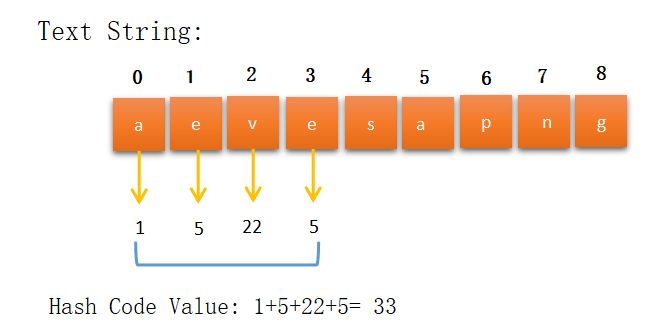 Text String:
0 1 2 3 4 5 6 7 8
a e v e s a p n g
1 5 22 5
Hash Code Value: 1+5+22+5= 33